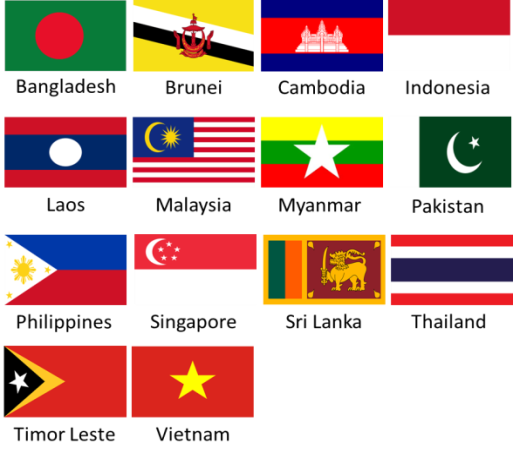 Bangladesh Brunei Cambodia Indonesia
Laos Malaysia Myanmar Pakistan
Philippines Singapore Sri Lanka Thailand
Timor Leste Vietnam